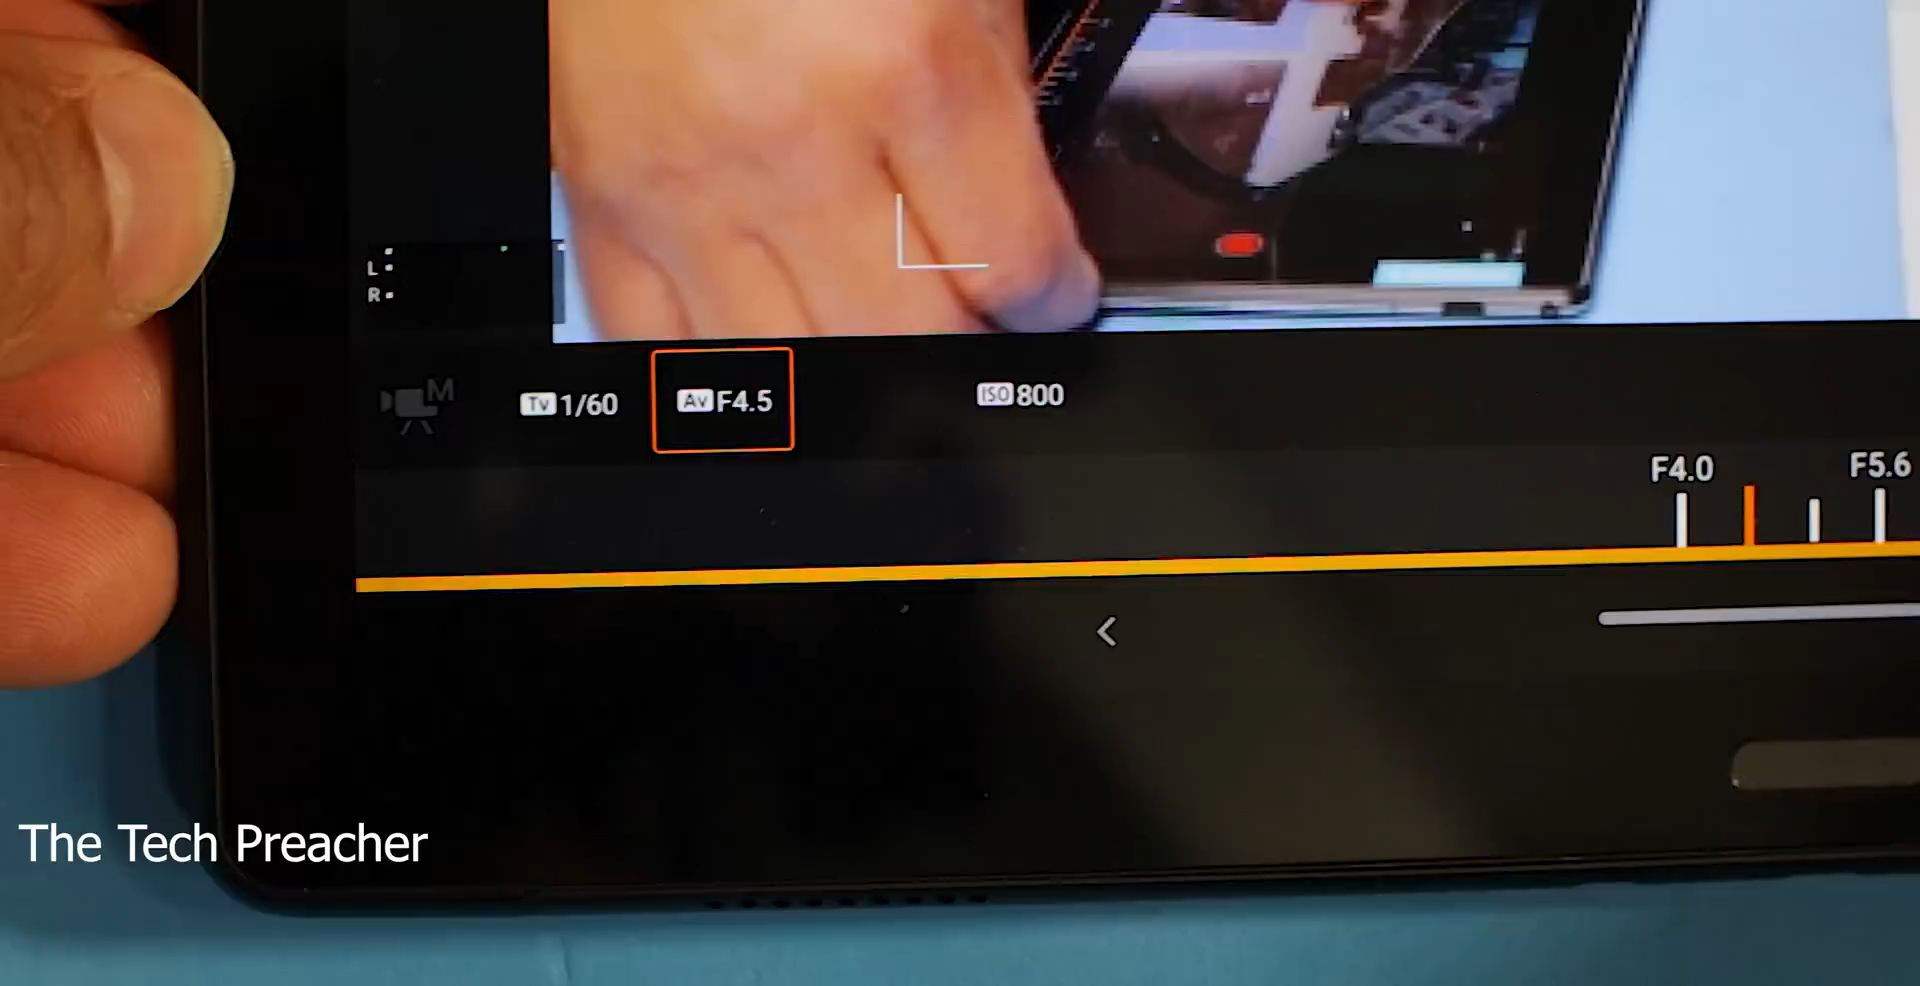 L
R
M
Tv 1/60
Av F4.5
ISO 800
F4.0
F5.6
The Tech Preacher